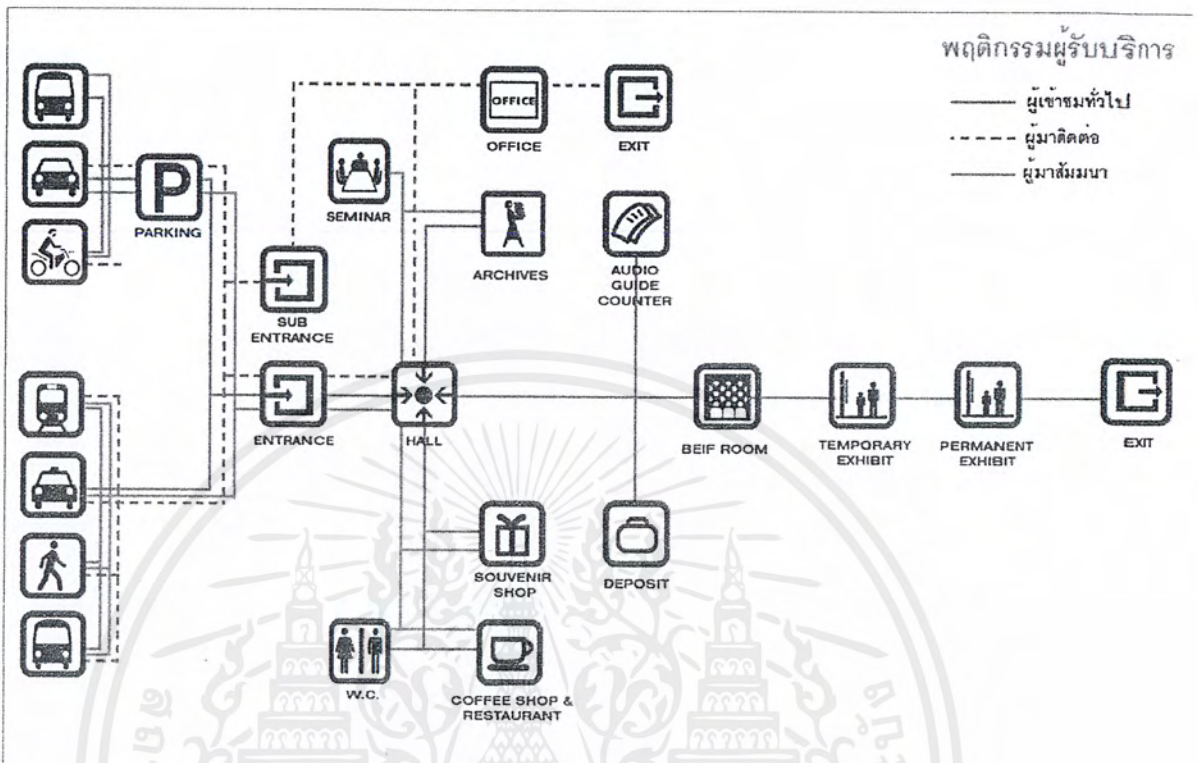 พฤติกรรมผู้รับบริการ
ผู้เข้าชมทั่วไป
ผู้มาติดต่อ
ผู้มาสัมมนา
OFFICE
OFFICE
EXIT
P
PARKING
SEMINAR
ARCHIVES
AUDIO
GUIDE
COUNTER
SUB
ENTRANCE
ENTRANCE
HALL
BEIF ROOM
TEMPORARY
EXHIBIT
PERMANENT
EXHIBIT
EXIT
SOUVENIR
SHOP
DEPOSIT
W.C.
COFFEE SHOP &
RESTAURANT